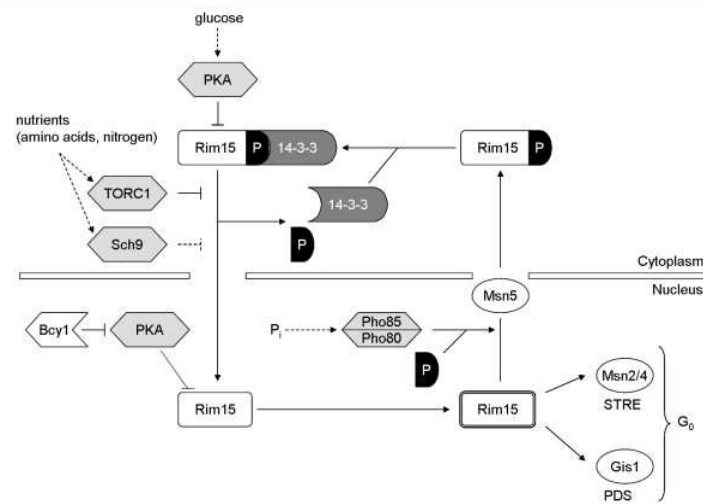 glucose
PKA
nutrients
(amino acids, nitrogen)
Rim15 P 14-3-3
Rim15 P
TORC1
14-3-3
Sch9
P
Cytoplasm
Nucleus
Msn5
Bcy1
PKA
Pi
Pho85
Pho80
P
Msn2/4
STRE
Rim15
Rim15
G0
Gis1
PDS